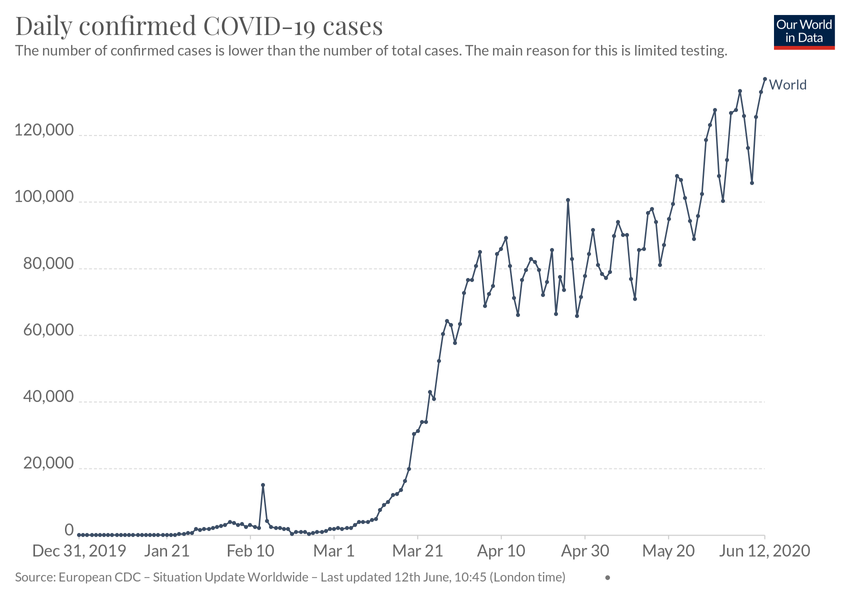 Daily confirmed COVID-19 cases
The number of confirmed cases is lower than the number of total cases. The main reason for this is limited testing.
Our World
in Data
World
120,000
100,000
80,000
60,000
40,000
20,000
0
Dec 31, 2019 Jan 21 Feb 10 Mar 1 Mar 21 Apr 10 Apr 30 May 20 Jun 12, 2020
Source: European CDC – Situation Update Worldwide – Last updated 12th June, 10:45 (London time) •